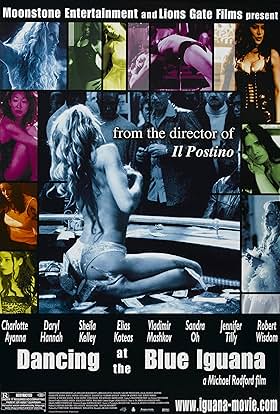 Moonstone Entertainment and Lions Gate Films present
from the director of
Il Postino
Charlotte Ayanna
Daryl Hannah
Sheila Kelley
Elias Koteas
Vladimir Mashkov
Sandra Oh
Jennifer Tilly
Robert Wisdom
Dancing at the Blue Iguana
a Michael Radford film
R
RESTRICTED
www.iguana-movie.com